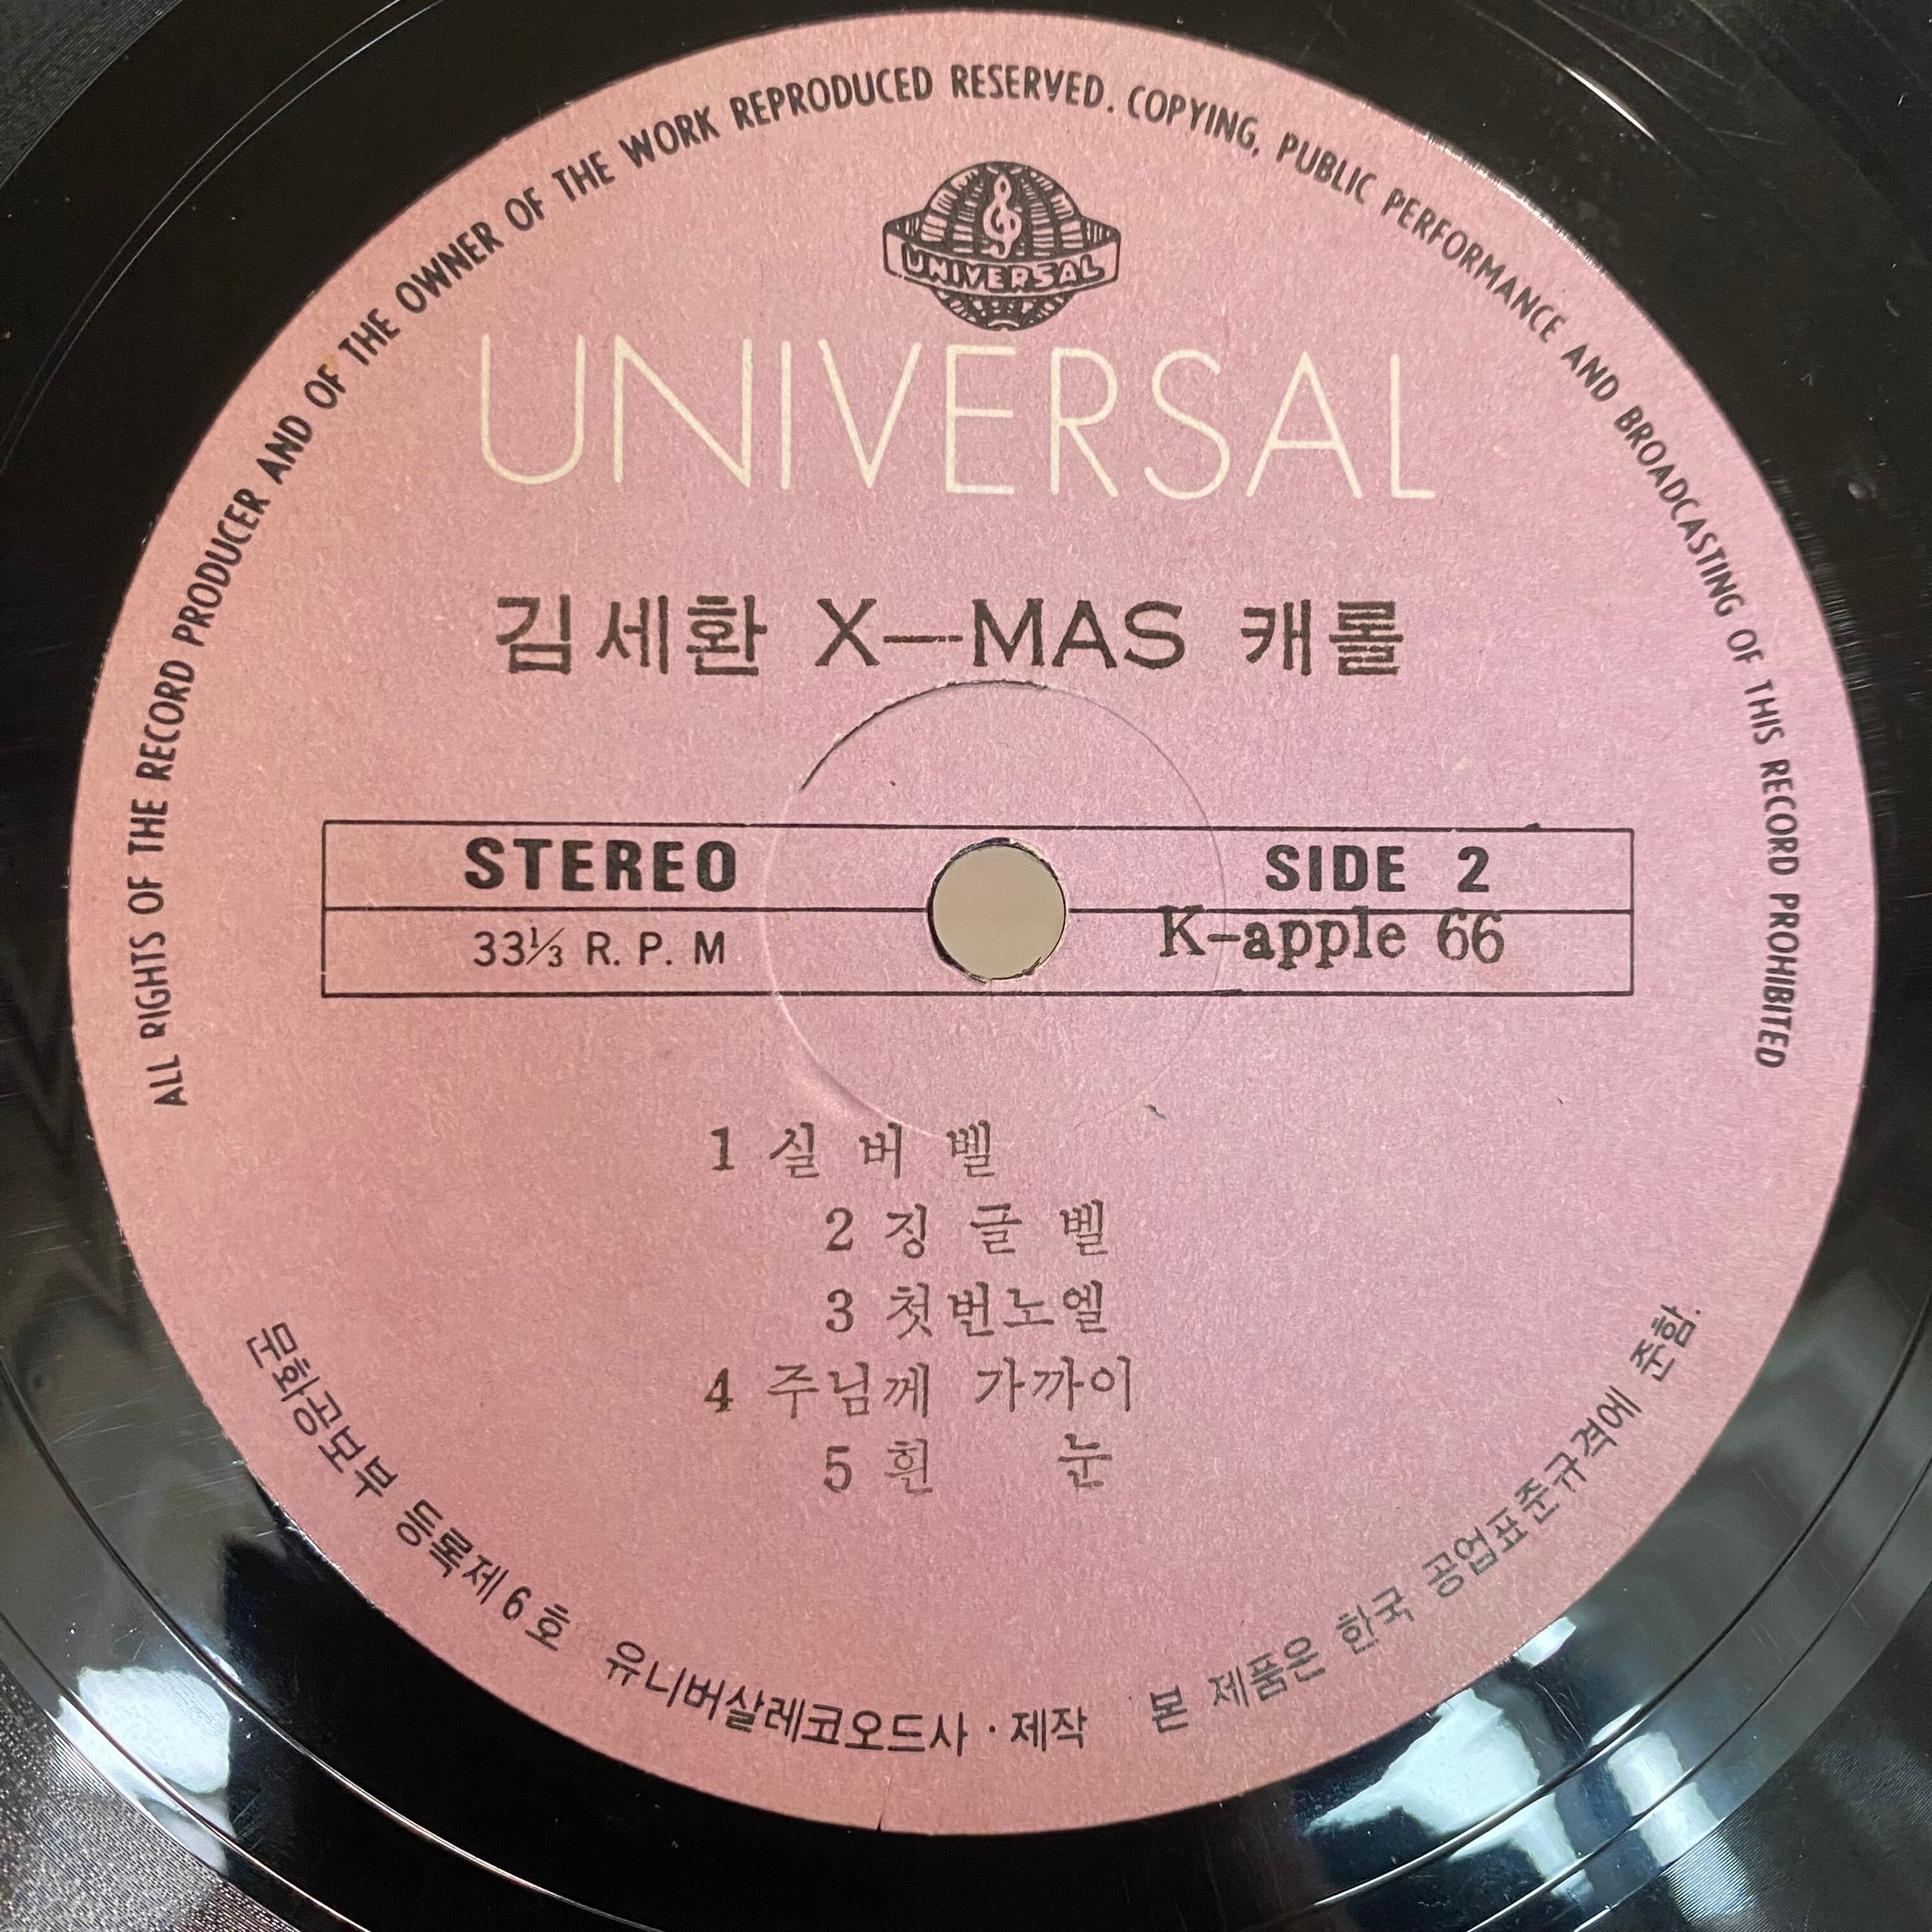 ALL RIGHTS OF THE RECORD PRODUCER AND OF THE OWNER OF THE WORK REPRODUCED RESERVED. COPYING, PUBLIC PERFORMANCE AND BROADCASTING OF THIS RECORD PROHIBITED
UNIVERSAL
UNIVERSAL
김세환 X—MAS 캐롤
STEREO SIDE 2
33⅓ R. P. M K-apple 66
1 실 버 벨
2 징 글 벨
3 첫번노엘
4 주님께 가까이
5 흰 눈
문화공보부 등록제6호 유니버살레코오드사·제작 본 제품은 한국 공업표준규격에 준함.